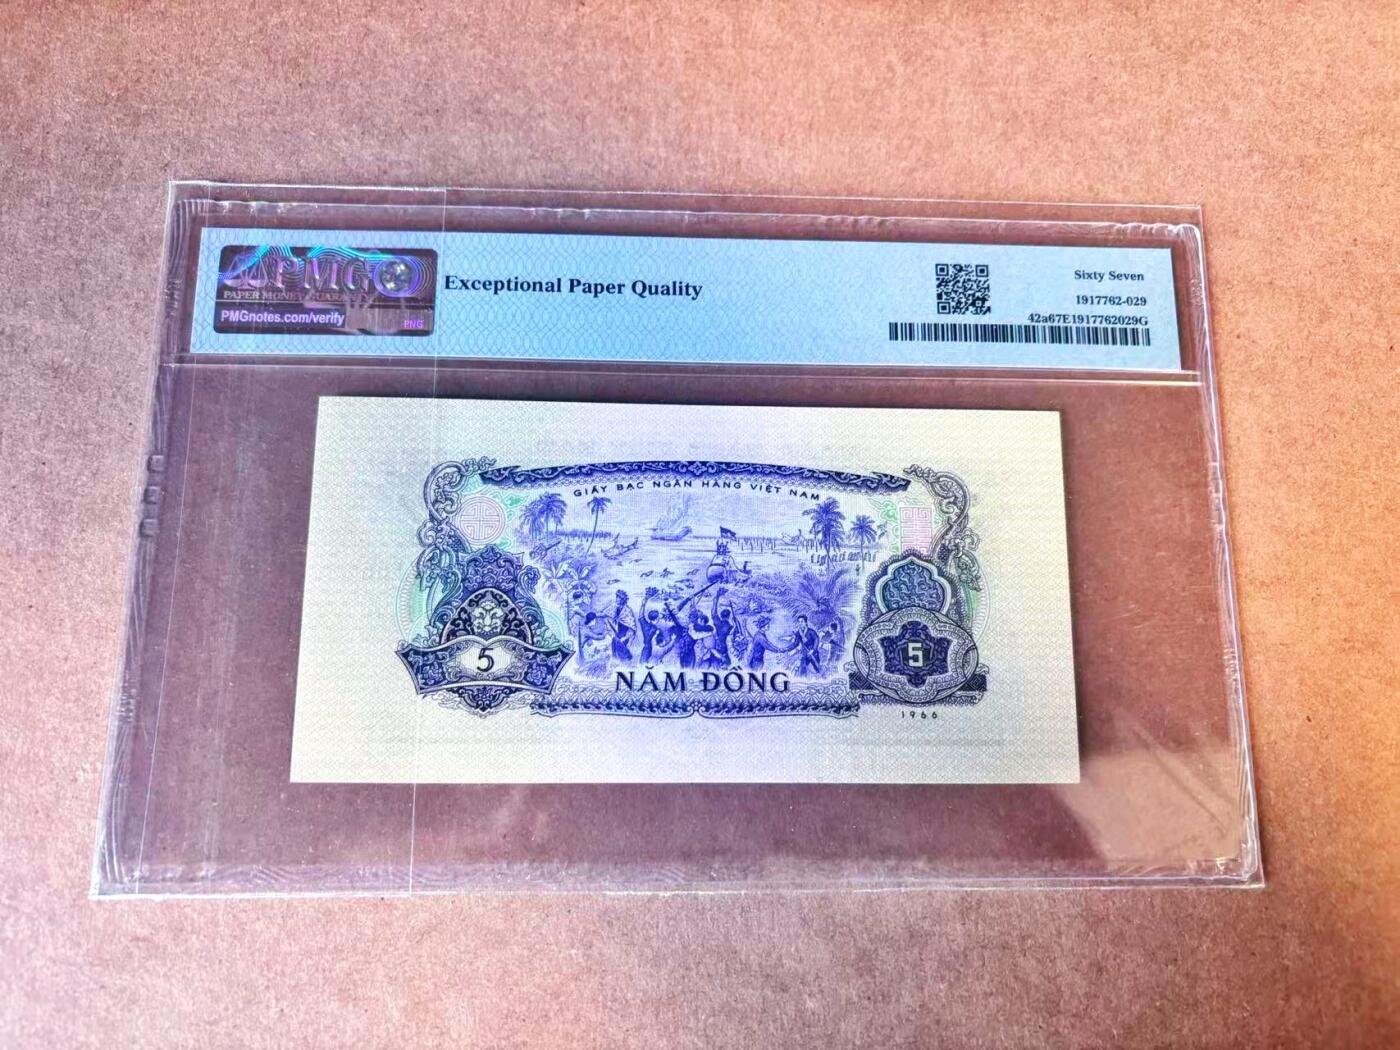 PMG
PAPER MONEY GUARANTY
PMGnotes.com/verify
PNG
Exceptional Paper Quality
Sixty Seven
1917762-029
42a67E1917762029G
GIẤY BẠC NGÂN HÀNG VIỆT NAM
5
5
NĂM ĐỒNG
1966